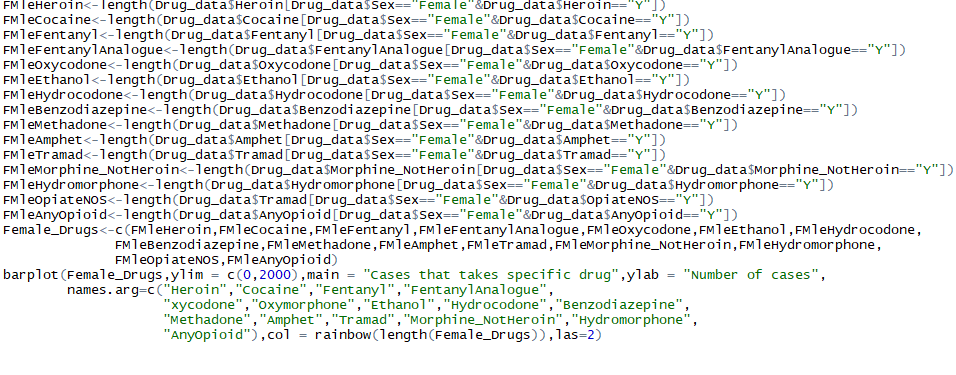 FMleHeroin<-length(Drug_data$Heroin[Drug_data$Sex=="Female"&Drug_data$Heroin=="Y"])
FMleCocaine<-length(Drug_data$Cocaine[Drug_data$Sex=="Female"&Drug_data$Cocaine=="Y"])
FMleFentanyl<-length(Drug_data$Fentanyl[Drug_data$Sex=="Female"&Drug_data$Fentanyl=="Y"])
FMleFentanylAnalogue<-length(Drug_data$FentanylAnalogue[Drug_data$Sex=="Female"&Drug_data$FentanylAnalogue=="Y"])
FMleOxycodone<-length(Drug_data$Oxycodone[Drug_data$Sex=="Female"&Drug_data$Oxycodone=="Y"])
FMleEthanol<-length(Drug_data$Ethanol[Drug_data$Sex=="Female"&Drug_data$Ethanol=="Y"])
FMleHydrocodone<-length(Drug_data$Hydrocodone[Drug_data$Sex=="Female"&Drug_data$Hydrocodone=="Y"])
FMleBenzodiazepine<-length(Drug_data$Benzodiazepine[Drug_data$Sex=="Female"&Drug_data$Benzodiazepine=="Y"])
FMleMethadone<-length(Drug_data$Methadone[Drug_data$Sex=="Female"&Drug_data$Methadone=="Y"])
FMleAmphet<-length(Drug_data$Amphet[Drug_data$Sex=="Female"&Drug_data$Amphet=="Y"])
FMleTramad<-length(Drug_data$Tramad[Drug_data$Sex=="Female"&Drug_data$Tramad=="Y"])
FMleMorphine_NotHeroin<-length(Drug_data$Morphine_NotHeroin[Drug_data$Sex=="Female"&Drug_data$Morphine_NotHeroin=="Y"])
FMleHydromorphone<-length(Drug_data$Hydromorphone[Drug_data$Sex=="Female"&Drug_data$Hydromorphone=="Y"])
FMleOpiateNOS<-length(Drug_data$Tramad[Drug_data$Sex=="Female"&Drug_data$OpiateNOS=="Y"])
FMleAnyOpioid<-length(Drug_data$AnyOpioid[Drug_data$Sex=="Female"&Drug_data$AnyOpioid=="Y"])
Female_Drugs<-c(FMleHeroin,FMleCocaine,FMleFentanyl,FMleFentanylAnalogue,FMleOxycodone,FMleEthanol,FMleHydrocodone,
FMleBenzodiazepine,FMleMethadone,FMleAmphet,FMleTramad,FMleMorphine_NotHeroin,FMleHydromorphone,
FMleOpiateNOS,FMleAnyOpioid)
barplot(Female_Drugs,ylim = c(0,2000),main = "Cases that takes specific drug",ylab = "Number of cases",
names.arg=c("Heroin","Cocaine","Fentanyl","FentanylAnalogue",
"xycodone","Oxymorphone","Ethanol","Hydrocodone","Benzodiazepine",
"Methadone","Amphet","Tramad","Morphine_NotHeroin","Hydromorphone",
"AnyOpioid"),col = rainbow(length(Female_Drugs)),las=2)